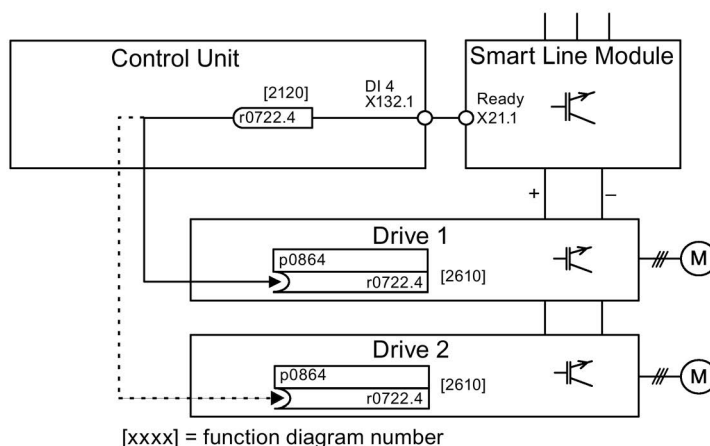 Control Unit
Smart Line Module
[2120]
DI 4
X132.1
Ready
X21.1
r0722.4
+
–
Drive 1
p0864
r0722.4
[2610]
M
Drive 2
p0864
r0722.4
[2610]
M
[xxxx] = function diagram number